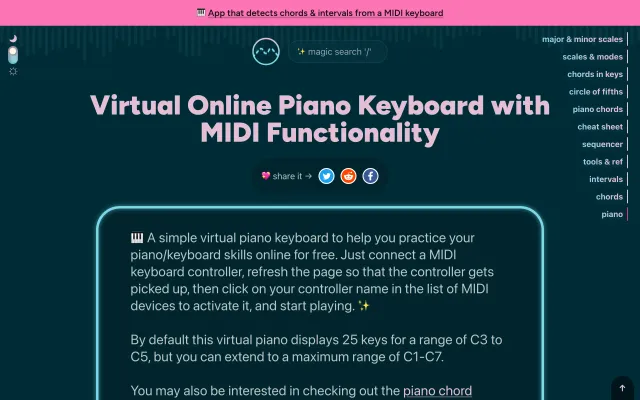 🎹 App that detects chords & intervals from a MIDI keyboard
✨ magic search '/'
major & minor scales
scales & modes
chords in keys
circle of fifths
piano chords
cheat sheet
sequencer
tools & ref
intervals
chords
piano
Virtual Online Piano Keyboard with
MIDI Functionality
💖 share it →
🎹 A simple virtual piano keyboard to help you practice your
piano/keyboard skills online for free. Just connect a MIDI
keyboard controller, refresh the page so that the controller gets
picked up, then click on your controller name in the list of MIDI
devices to activate it, and start playing. ✨
By default this virtual piano displays 25 keys for a range of C3 to
C5, but you can extend to a maximum range of C1-C7.
You may also be interested in checking out the piano chord